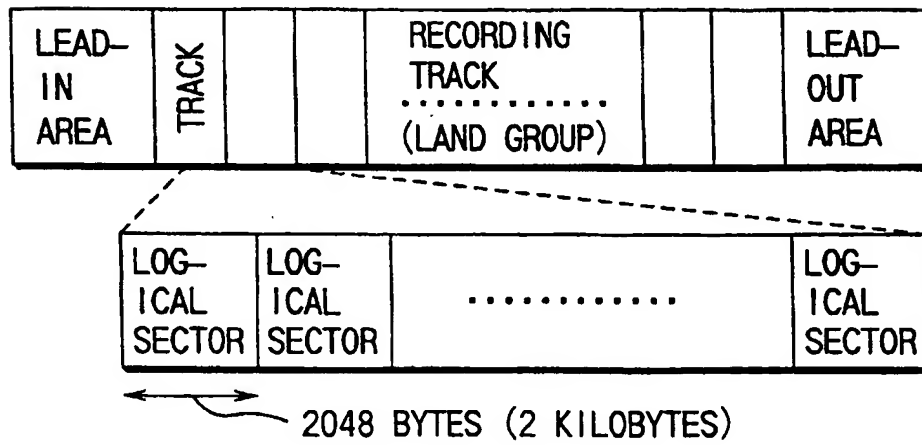 LEAD-
IN
AREA
TRACK
RECORDING
TRACK
(LAND GROUP)
LEAD-
OUT
AREA
LOG-
ICAL
SECTOR
LOG-
ICAL
SECTOR
LOG-
ICAL
SECTOR
2048 BYTES (2 KILOBYTES)